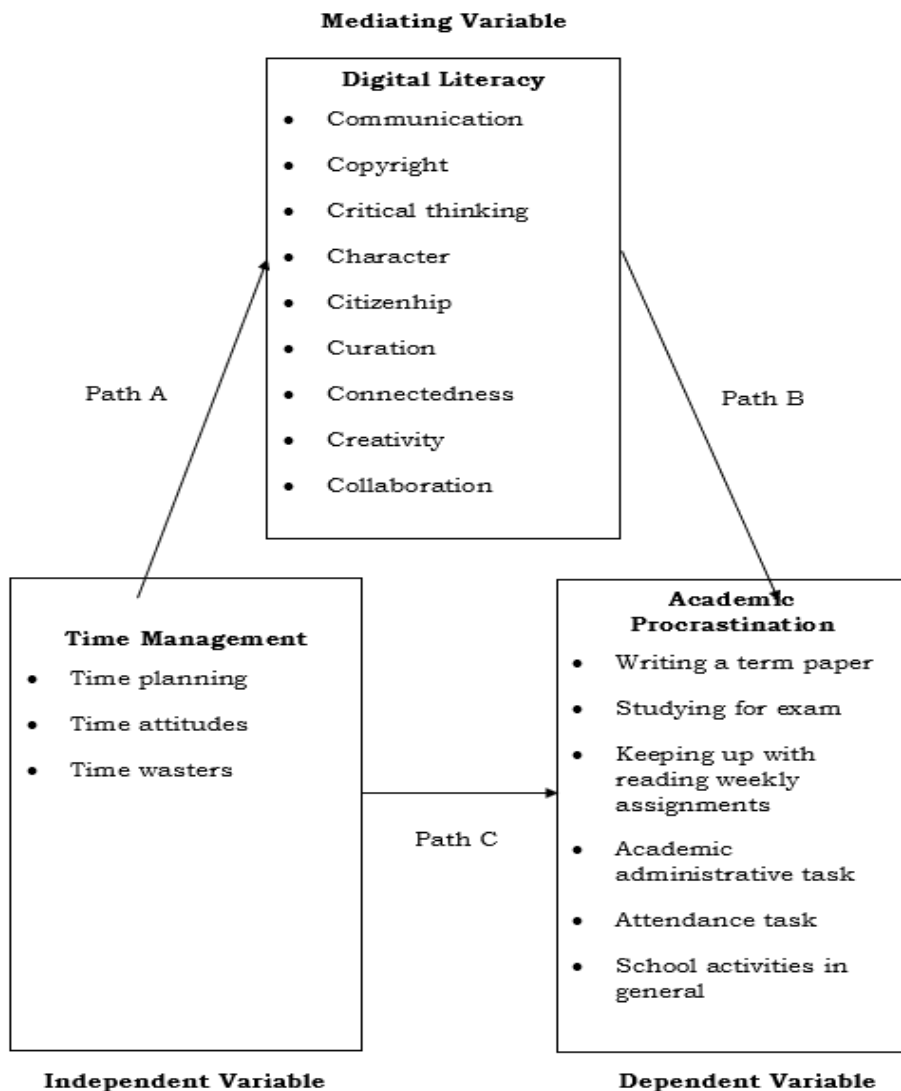 Mediating Variable
Digital Literacy
• Communication
• Copyright
• Critical thinking
• Character
• Citizenhip
• Curation
• Connectedness
• Creativity
• Collaboration
Path A
Path B
Time Management
• Time planning
• Time attitudes
• Time wasters
Path C
Academic
Procrastination
• Writing a term paper
• Studying for exam
• Keeping up with
reading weekly
assignments
• Academic
administrative task
• Attendance task
• School activities in
general
Independent Variable
Dependent Variable